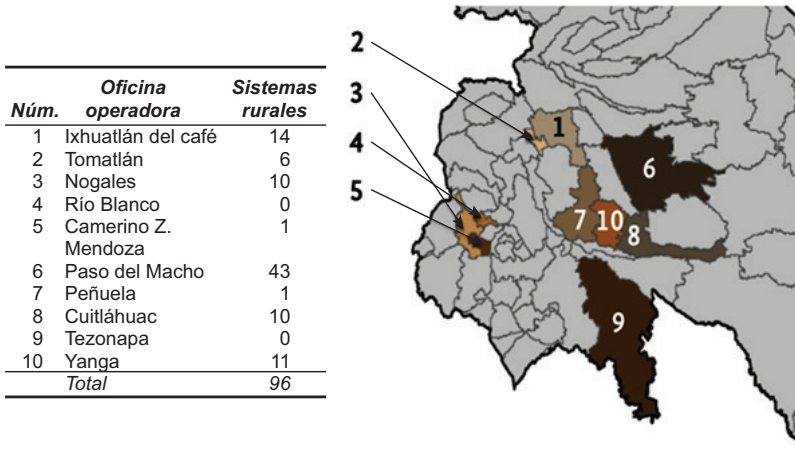 Núm. Oficina operadora Sistemas rurales
1 Ixhuatlán del café 14
2 Tomatlán 6
3 Nogales 10
4 Río Blanco 0
5 Camerino Z. Mendoza 1
6 Paso del Macho 43
7 Peñuela 1
8 Cuitláhuac 10
9 Tezonapa 0
10 Yanga 11
Total 96
2
3
4
5
1
6
7
10
8
9